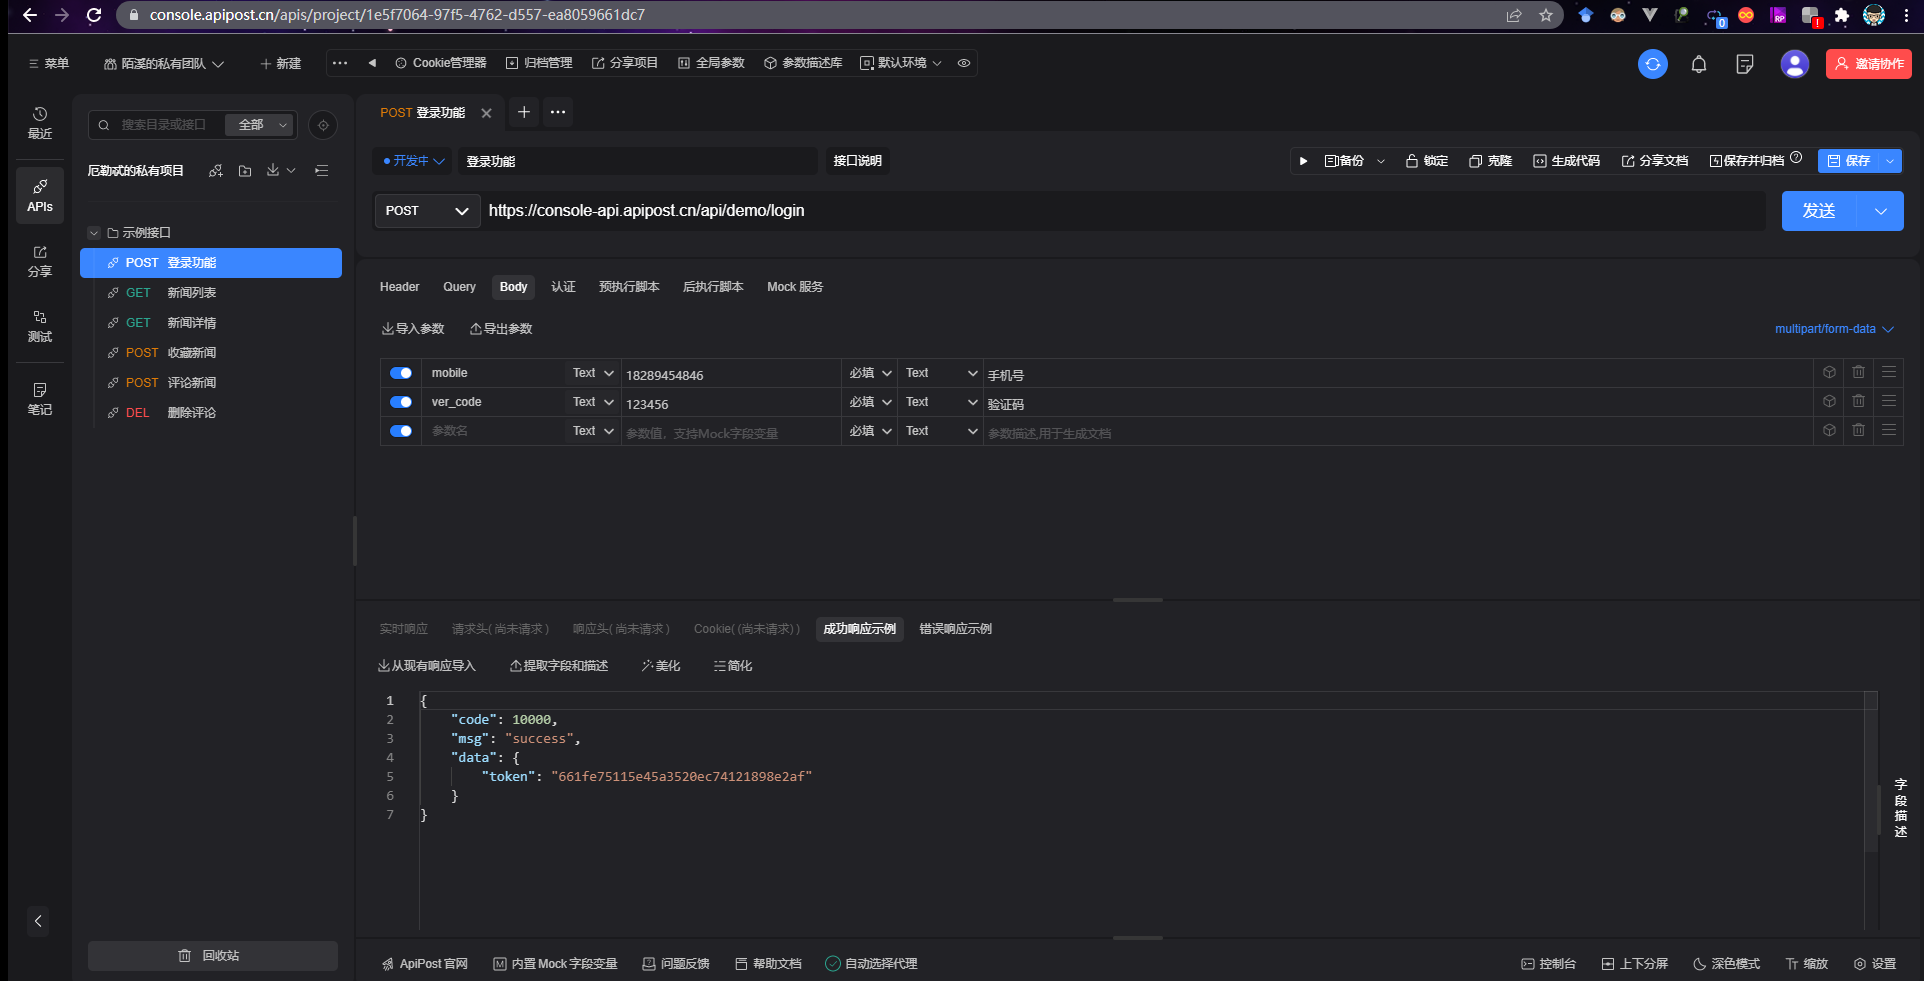 console.apipost.cn/apis/project/1e5f7064-97f5-4762-d557-ea8059661dc7
菜单 陌溪的私有团队 新建 Cookie管理器 归档管理 分享项目 全局参数 参数描述库 默认环境 邀请协作
最近
APIs
分享
测试
笔记
搜索目录或接口 全部
示例接口
POST 登录功能
GET 新闻列表
GET 新闻详情
POST 收藏新闻
POST 评论新闻
DEL 删除评论
回收站
POST 登录功能
开发中 登录功能 接口说明 备份 锁定 克隆 生成代码 分享文档 保存并归档 保存
POST https://console-api.apipost.cn/api/demo/login 发送
Header Query Body 认证 预执行脚本 后执行脚本 Mock 服务
导入参数 导出参数 multipart/form-data
mobile Text 18289454846 必填 Text 手机号
ver_code Text 123456 必填 Text 验证码
参数名 Text 参数值，支持Mock字段变量 必填 Text 参数描述,用于生成文档
实时响应 请求头( 尚未请求 ) 响应头( 尚未请求 ) Cookie( (尚未请求) ) 成功响应示例 错误响应示例
从现有响应导入 提取字段和描述 美化 简化
1 {
2 "code": 10000,
3 "msg": "success",
4 "data": {
5 "token": "661fe75115e45a3520ec74121898e2af"
6 }
7 }
字段描述
ApiPost 官网 内置 Mock 字段变量 问题反馈 帮助文档 自动选择代理 控制台 上下分屏 深色模式 缩放 设置